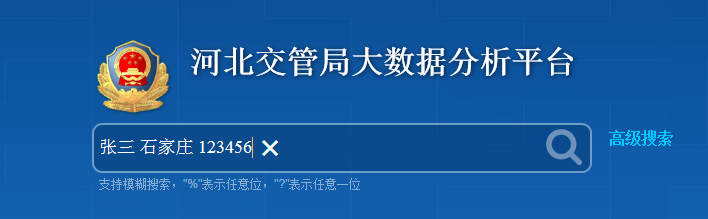 河北交管局大数据分析平台
张三 石家庄 123456
高级搜索
支持模糊搜索，"%"表示任意位，"?"表示任意一位